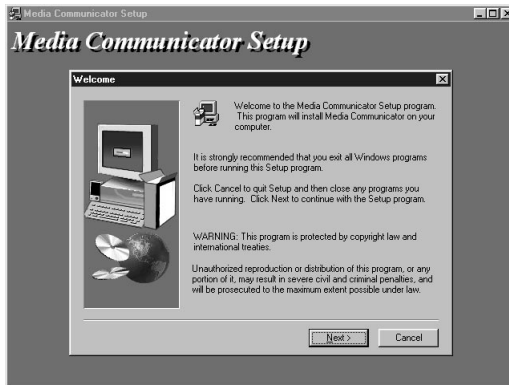 Media Communicator Setup
Media Communicator Setup
Welcome
Welcome to the Media Communicator Setup program.
This program will install Media Communicator on your
computer.
It is strongly recommended that you exit all Windows programs
before running this Setup program.
Click Cancel to quit Setup and then close any programs you
have running. Click Next to continue with the Setup program.
WARNING: This program is protected by copyright law and
international treaties.
Unauthorized reproduction or distribution of this program, or any
portion of it, may result in severe civil and criminal penalties, and
will be prosecuted to the maximum extent possible under law.
Next >
Cancel